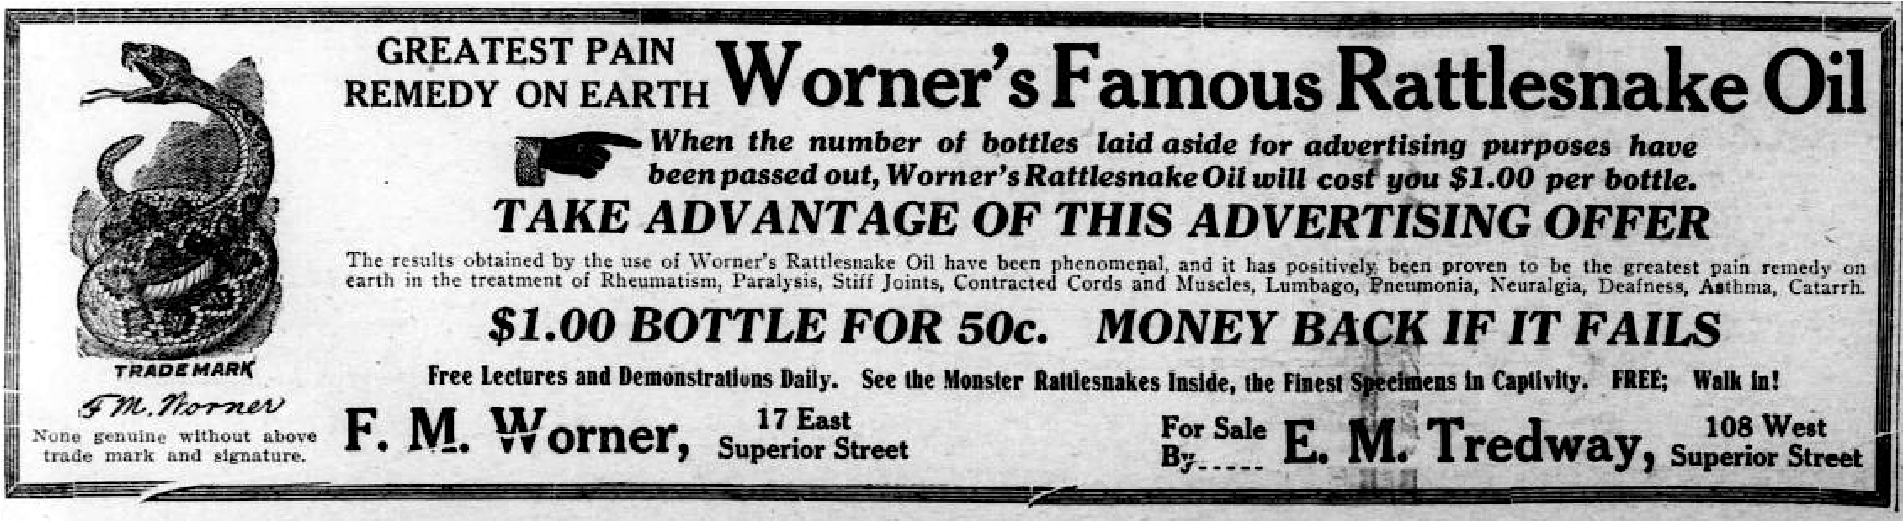 GREATEST PAIN
REMEDY ON EARTH
Worner's Famous Rattlesnake Oil
When the number of bottles laid aside for advertising purposes have
been passed out, Worner's Rattlesnake Oil will cost you $1.00 per bottle.
TAKE ADVANTAGE OF THIS ADVERTISING OFFER
The results obtained by the use of Worner's Rattlesnake Oil have been phenomenal, and it has positively been proven to be the greatest pain remedy on
earth in the treatment of Rheumatism, Paralysis, Stiff Joints, Contracted Cords and Muscles, Lumbago, Pneumonia, Neuralgia, Deafness, Asthma, Catarrh.
$1.00 BOTTLE FOR 50c. MONEY BACK IF IT FAILS
Free Lectures and Demonstrations Daily. See the Monster Rattlesnakes Inside, the Finest Specimens in Captivity. FREE; Walk in!
TRADE MARK
F M. Worner
None genuine without above
trade mark and signature.
F. M. Worner,
17 East
Superior Street
For Sale
By.....
E. M. Tredway,
108 West
Superior Street